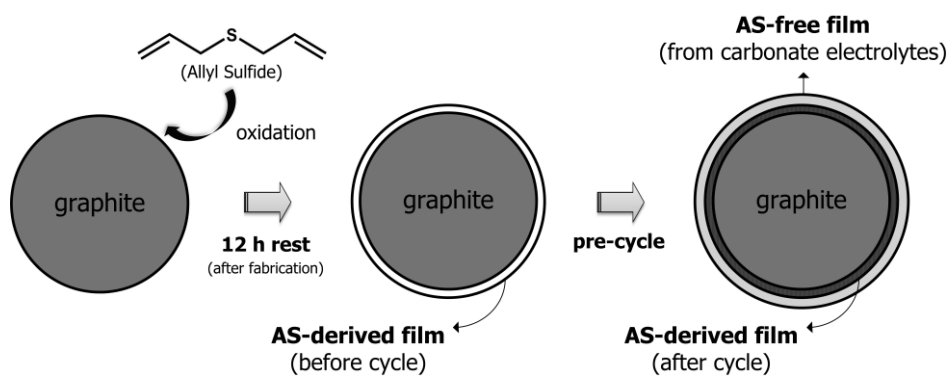 S
(Allyl Sulfide)
oxidation
graphite
12 h rest
(after fabrication)
graphite
AS-derived film
(before cycle)
pre-cycle
AS-free film
(from carbonate electrolytes)
graphite
AS-derived film
(after cycle)